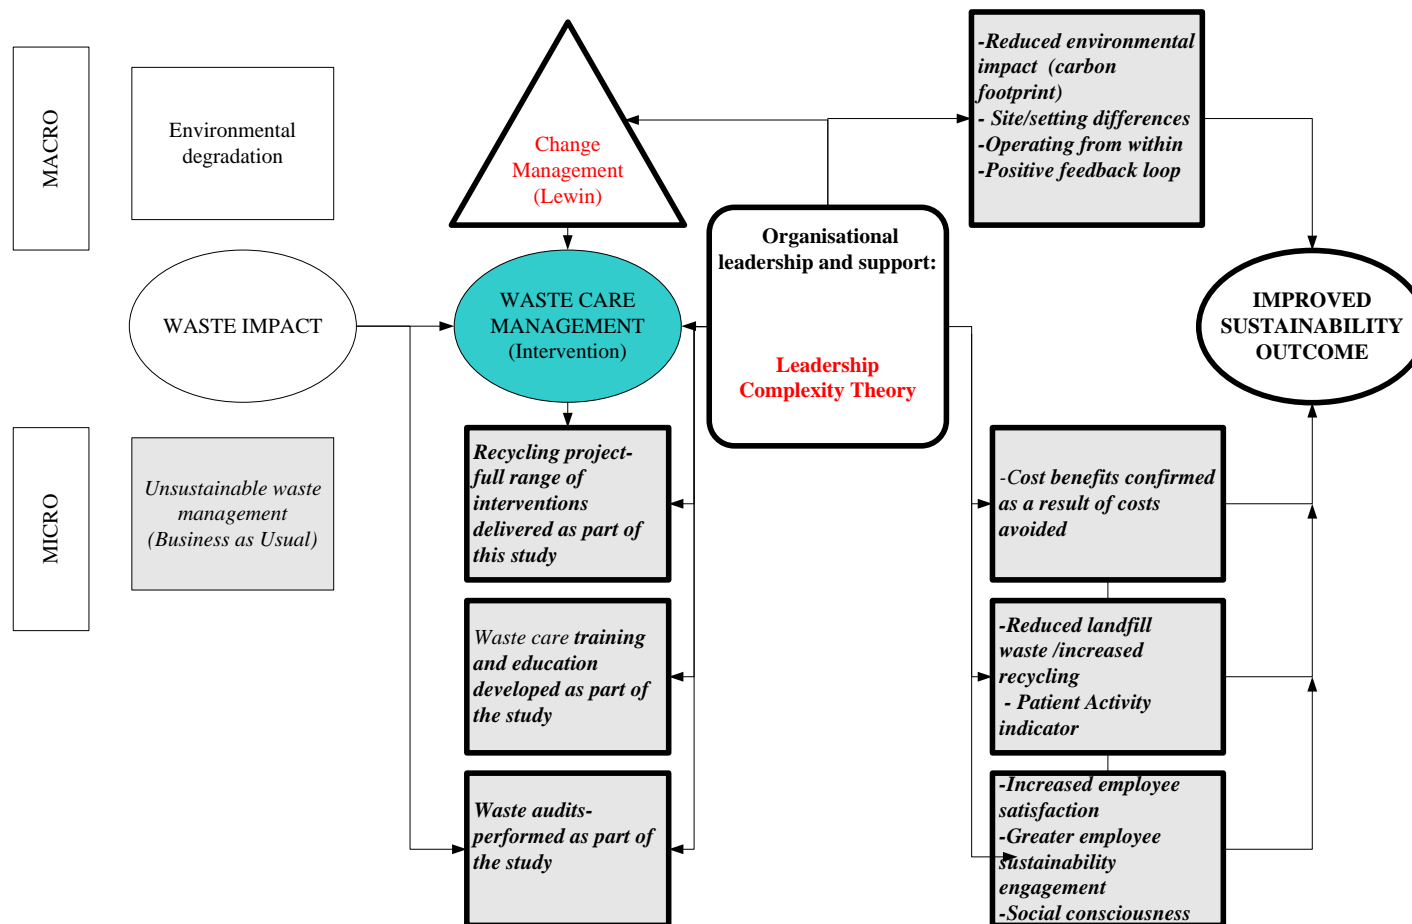 MACRO
Environmental
degradation
Change
Management
(Lewin)
-Reduced environmental
impact (carbon
footprint)
- Site/setting differences
-Operating from within
-Positive feedback loop
WASTE IMPACT
WASTE CARE
MANAGEMENT
(Intervention)
Organisational
leadership and support:
Leadership
Complexity Theory
IMPROVED
SUSTAINABILITY
OUTCOME
MICRO
Unsustainable waste
management
(Business as Usual)
Recycling project-
full range of
interventions
delivered as part of
this study
-Cost benefits confirmed
as a result of costs
avoided
Waste care training
and education
developed as part of
the study
-Reduced landfill
waste /increased
recycling
- Patient Activity
indicator
Waste audits-
performed as part of
the study
-Increased employee
satisfaction
-Greater employee
sustainability
engagement
-Social consciousness